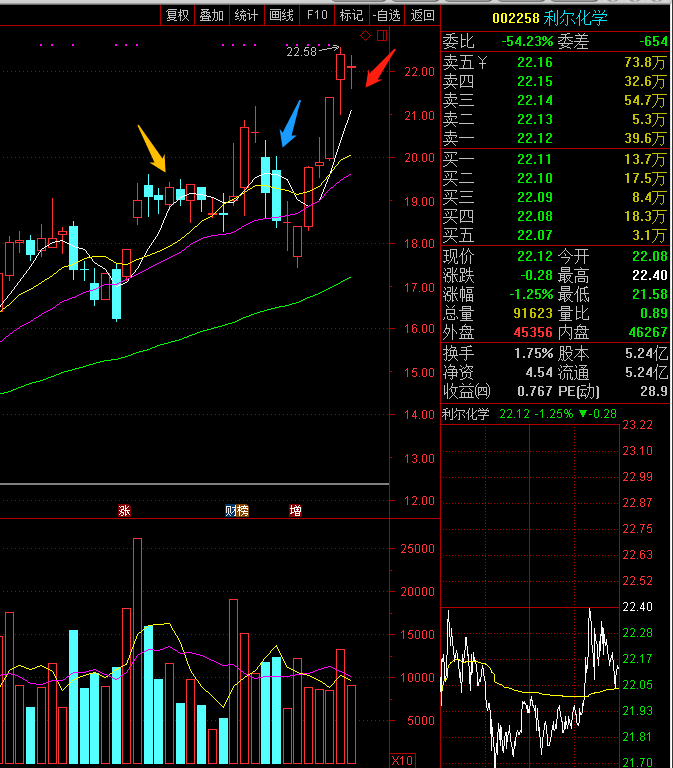 复权 叠加 统计 画线 F10 标记 -自选 返回
002258 利尔化学
委比 -54.23% 委差 -654
卖五￥ 22.16 73.8万
卖四 22.15 32.6万
卖三 22.14 54.7万
卖二 22.13 5.3万
卖一 22.12 39.6万
买一 22.11 13.7万
买二 22.10 17.5万
买三 22.09 8.4万
买四 22.08 18.3万
买五 22.07 3.1万
现价 22.12 今开 22.08
涨跌 -0.28 最高 22.40
涨幅 -1.25% 最低 21.58
总量 91623 量比 0.89
外盘 45356 内盘 46267
换手 1.75% 股本 5.24亿
净资 4.54 流通 5.24亿
收益㈣ 0.767 PE(动) 28.9
利尔化学 22.12 -1.25% ▼-0.28
22.58
22.00
21.00
20.00
19.00
18.00
17.00
16.00
15.00
14.00
13.00
12.00
涨 财榜 增
25000
20000
15000
10000
5000
X10
23.22
23.10
22.99
22.87
22.75
22.63
22.52
22.40
22.28
22.17
22.05
21.93
21.81
21.70